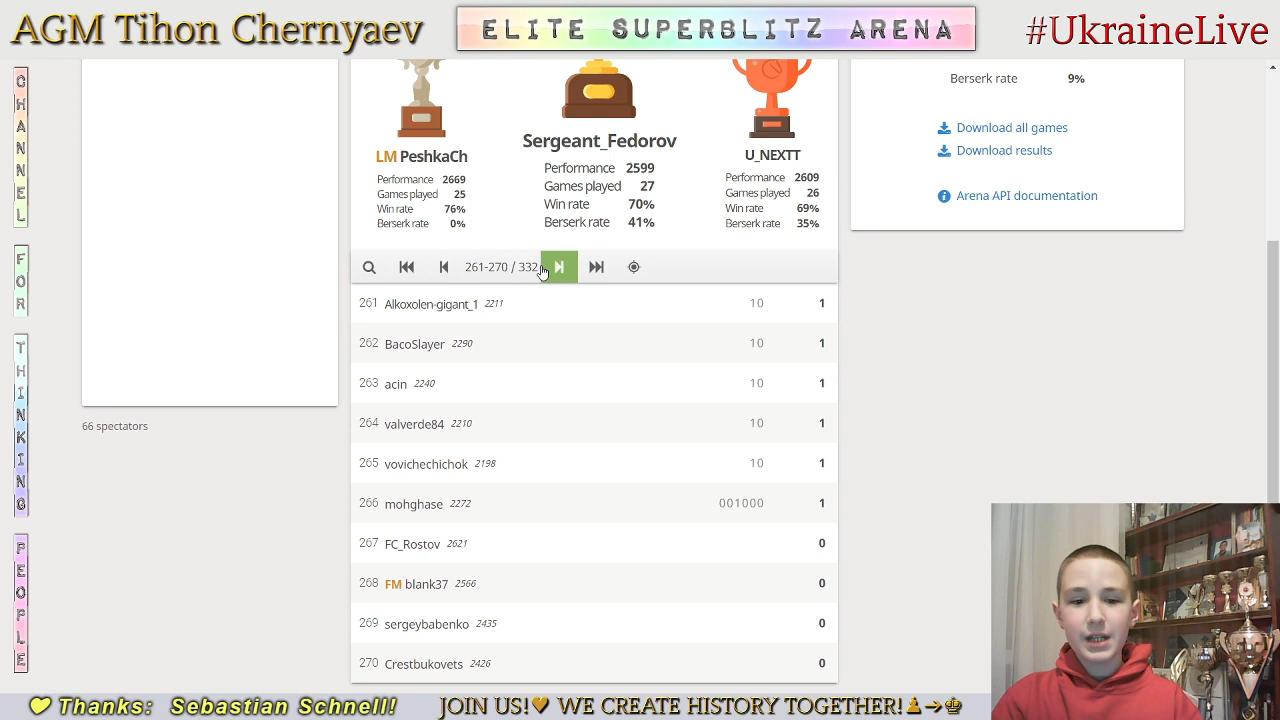 AGM Tihon Chernyaev
ELITE SUPERBLITZ ARENA
#UkraineLive
CHANNEL
FOR
THINKING
PEOPLE
LM PeshkaCh
Performance 2669
Games played 25
Win rate 76%
Berserk rate 0%
Sergeant_Fedorov
Performance 2599
Games played 27
Win rate 70%
Berserk rate 41%
U_NEXTT
Performance 2609
Games played 26
Win rate 69%
Berserk rate 35%
Berserk rate 9%
Download all games
Download results
Arena API documentation
261-270 / 332
261 Alkoxolen-gigant_1 2211 10 1
262 BacoSlayer 2290 10 1
263 acin 2240 10 1
264 valverde84 2210 10 1
265 vovichechichok 2198 10 1
266 mohghase 2272 001000 1
267 FC_Rostov 2621 0
268 FM blank37 2566 0
269 sergeybabenko 2435 0
270 Crestbukovets 2426 0
66 spectators
Thanks: Sebastian Schnell!
JOIN US!♥ WE CREATE HISTORY TOGETHER!♟→♚